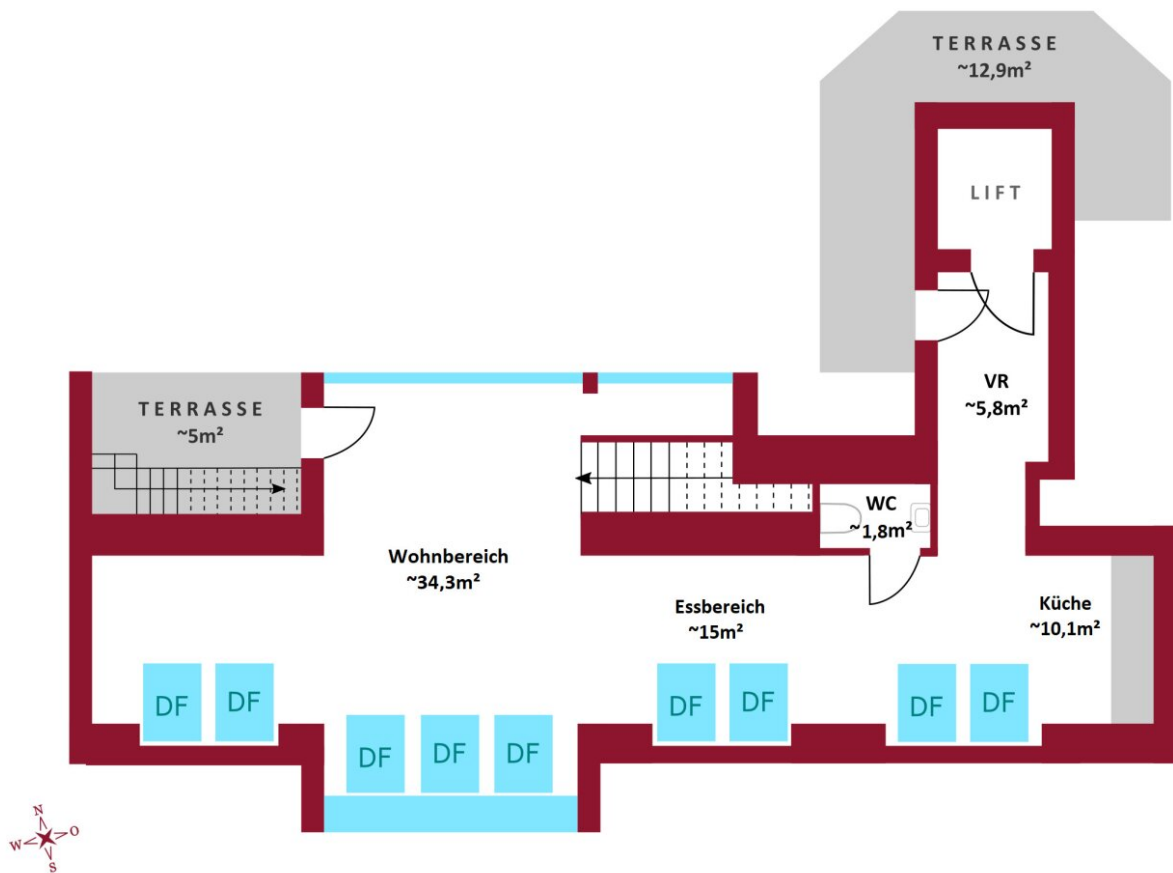 TERRASSE
~12,9m²
LIFT
VR
~5,8m²
TERRASSE
~5m²
WC
~1,8m²
Wohnbereich
~34,3m²
Essbereich
~15m²
Küche
~10,1m²
DF
DF
DF
DF
DF
DF
DF
DF
DF
N
W
O
S